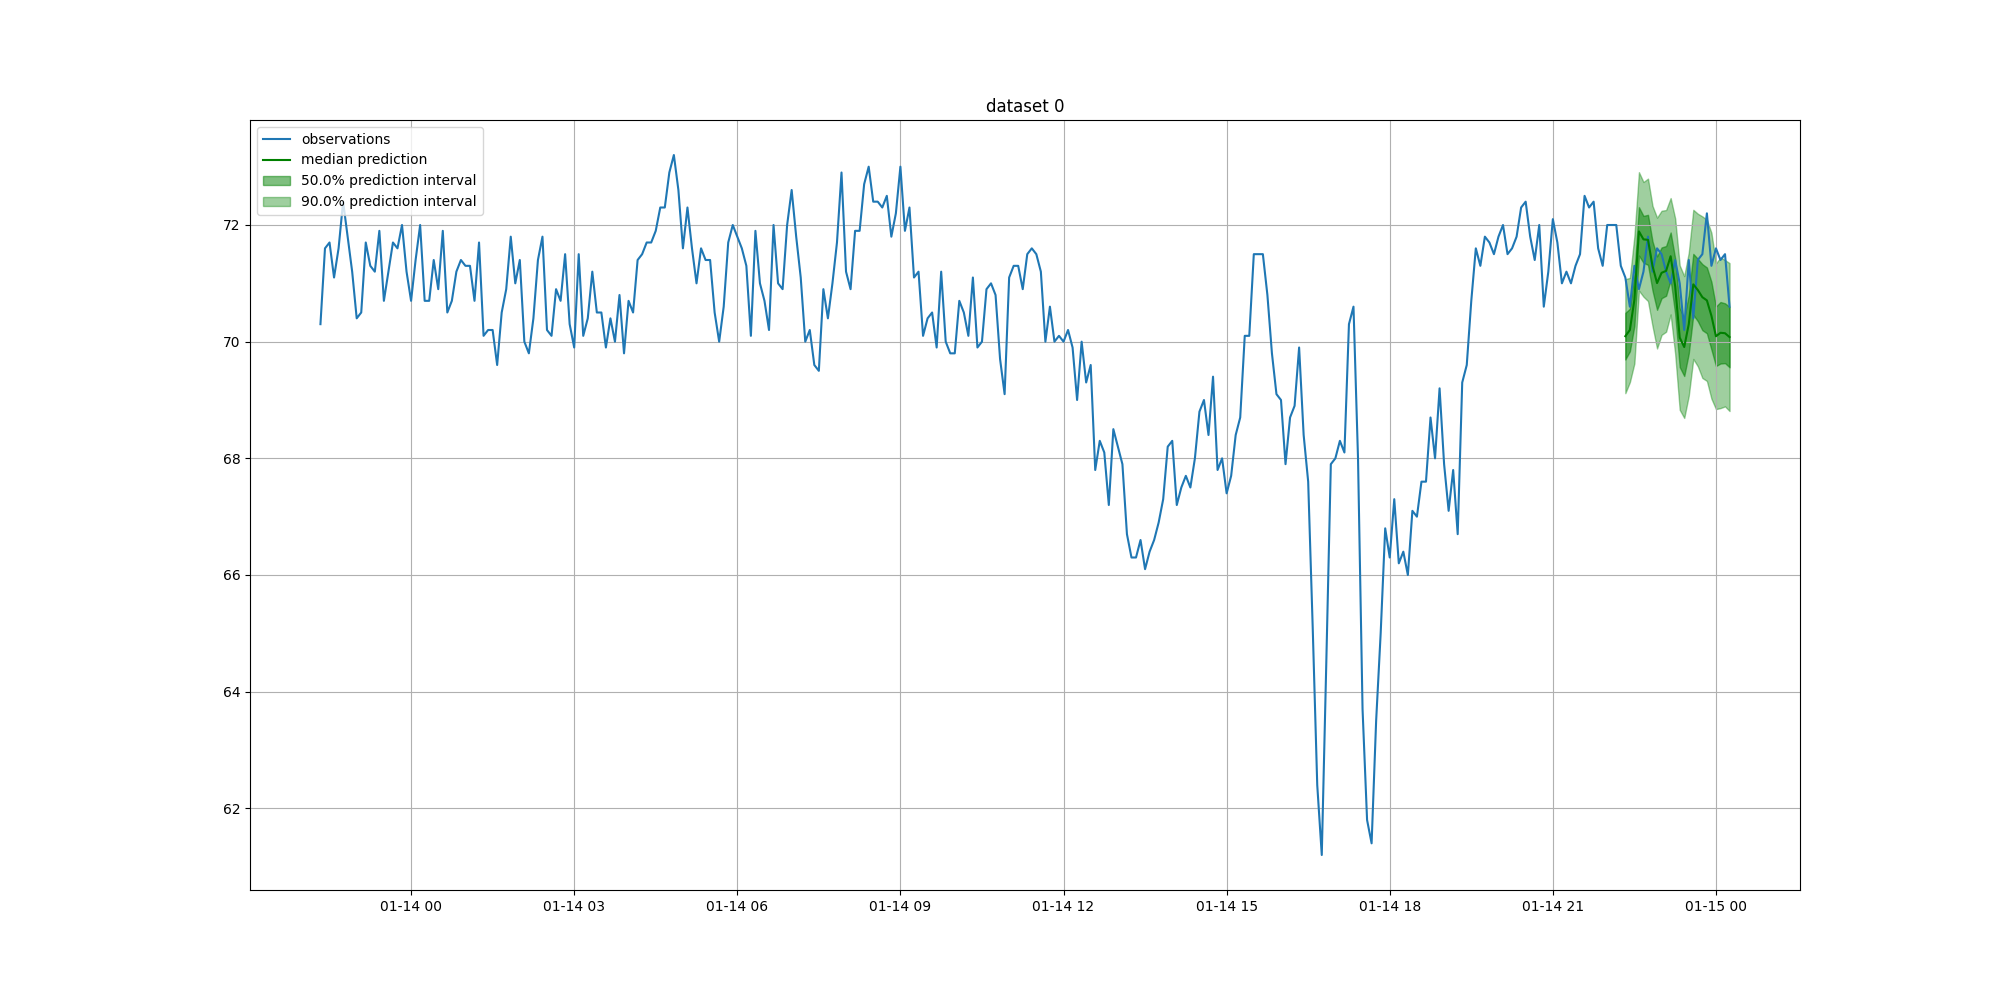 dataset 0
observations
median prediction
50.0% prediction interval
90.0% prediction interval
72
70
68
66
64
62
01-14 00 01-14 03 01-14 06 01-14 09 01-14 12 01-14 15 01-14 18 01-14 21 01-15 00